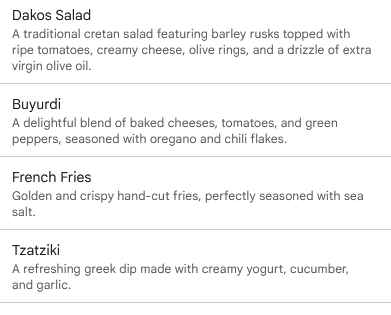 Dakos Salad
A traditional cretan salad featuring barley rusks topped with
ripe tomatoes, creamy cheese, olive rings, and a drizzle of extra
virgin olive oil.
Buyurdi
A delightful blend of baked cheeses, tomatoes, and green
peppers, seasoned with oregano and chili flakes.
French Fries
Golden and crispy hand-cut fries, perfectly seasoned with sea
salt.
Tzatziki
A refreshing greek dip made with creamy yogurt, cucumber,
and garlic.